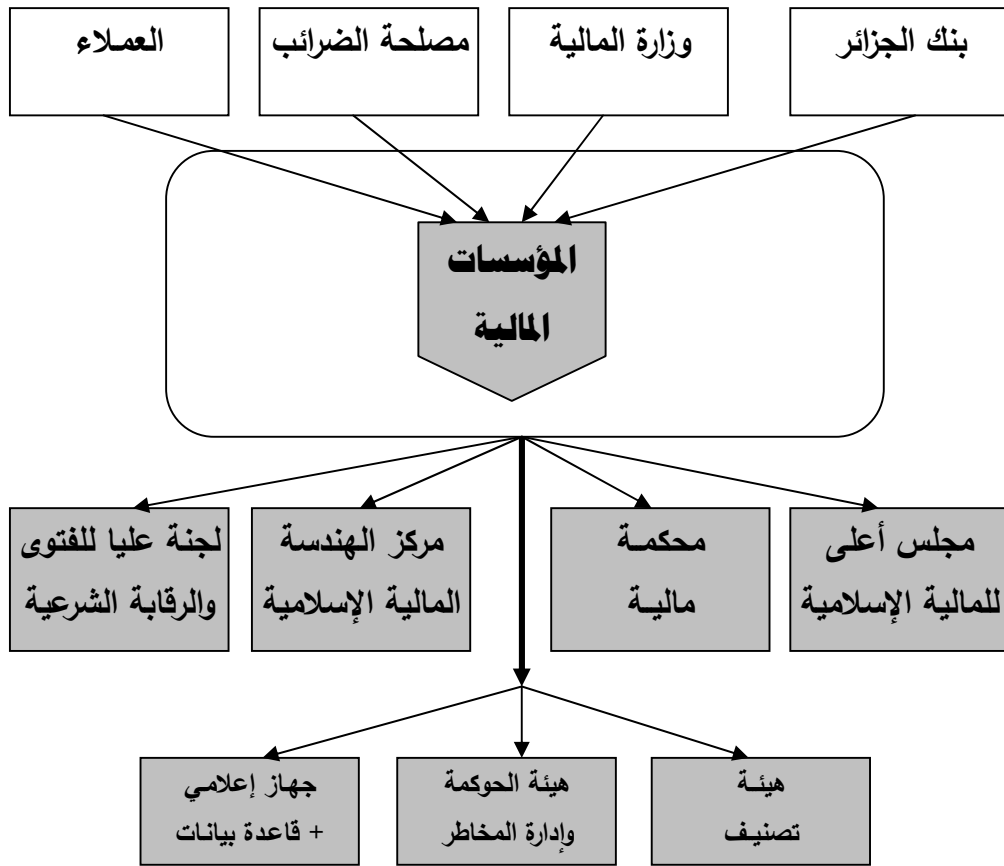 بنك الجزائر
وزارة المالية
مصلحة الضرائب
العملاء
المؤسسات
المالية
مجلس أعلى
للمالية الإسلامية
محكمة
مالية
مركز الهندسة
المالية الإسلامية
لجنة عليا للفتوى
والرقابة الشرعية
هيئة
تصنيف
هيئة الحوكمة
وإدارة المخاطر
جهاز إعلامي
+ قاعدة بيانات